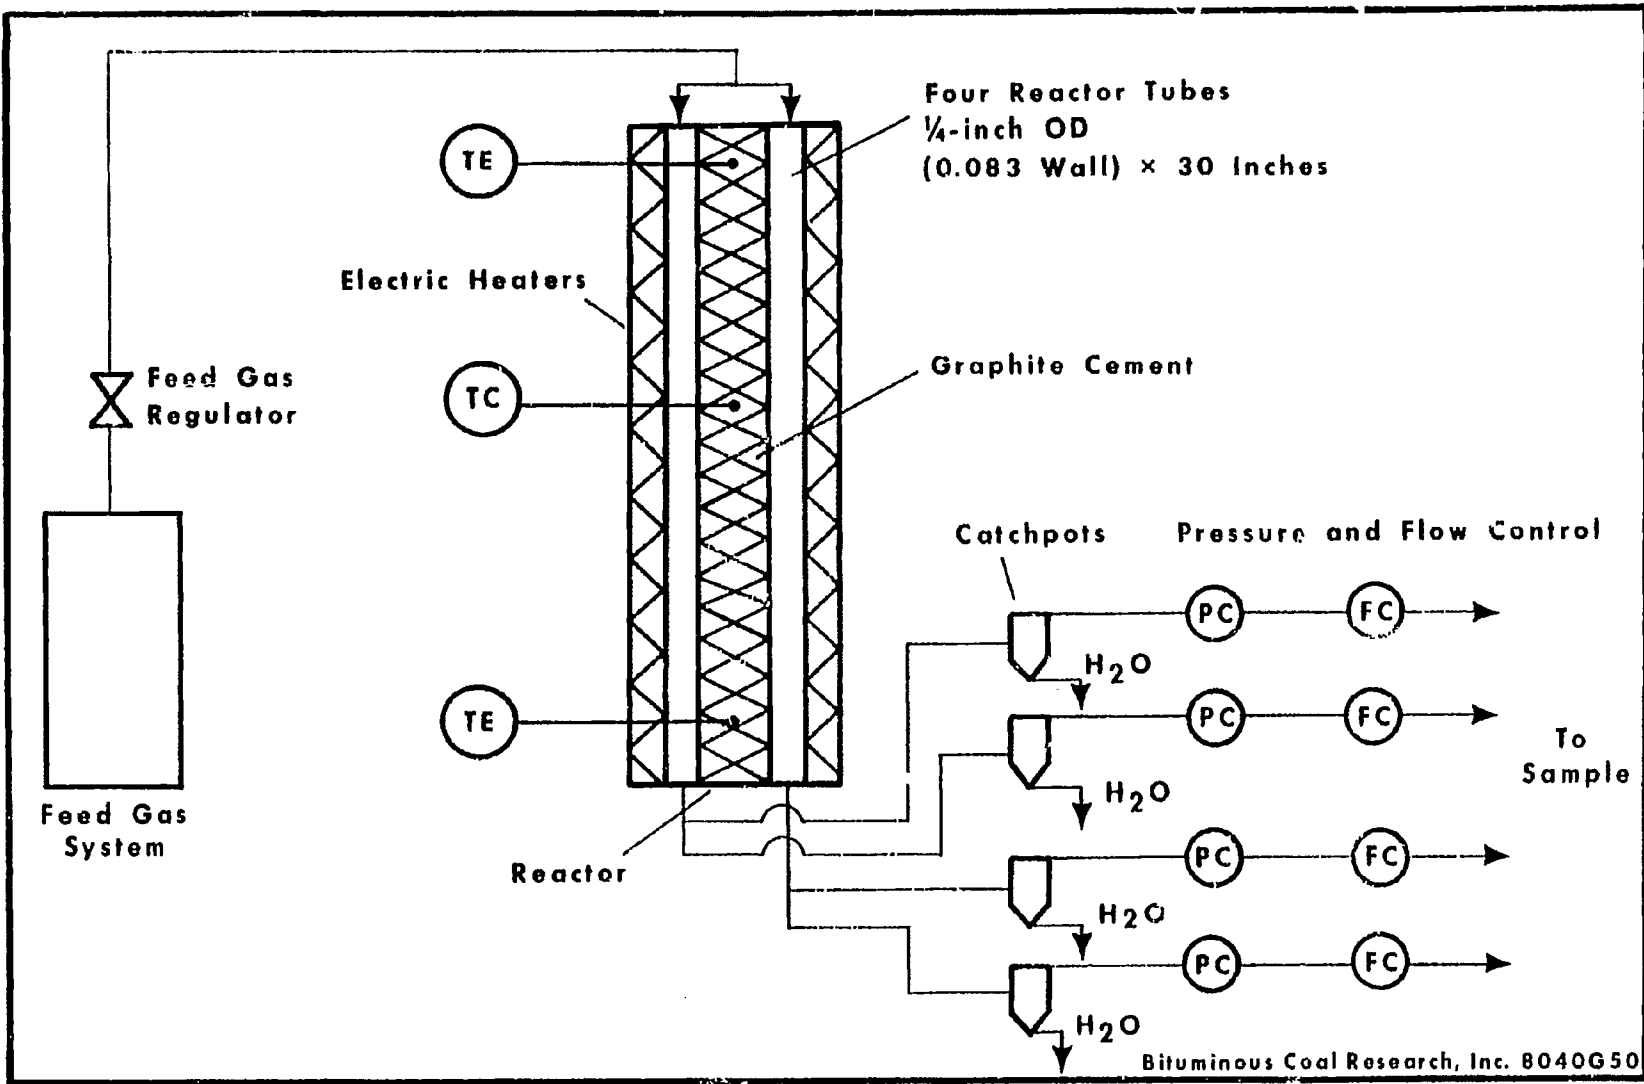 Four Reactor Tubes
¼-inch OD
(0.083 Wall) × 30 Inches
TE
Electric Heaters
Graphite Cement
Feed Gas
Regulator
TC
Catchpots
Pressure and Flow Control
PC
FC
H2O
TE
PC
FC
To
Sample
H2O
Feed Gas
System
Reactor
PC
FC
H2O
PC
FC
H2O
Bituminous Coal Research, Inc. 8040G50